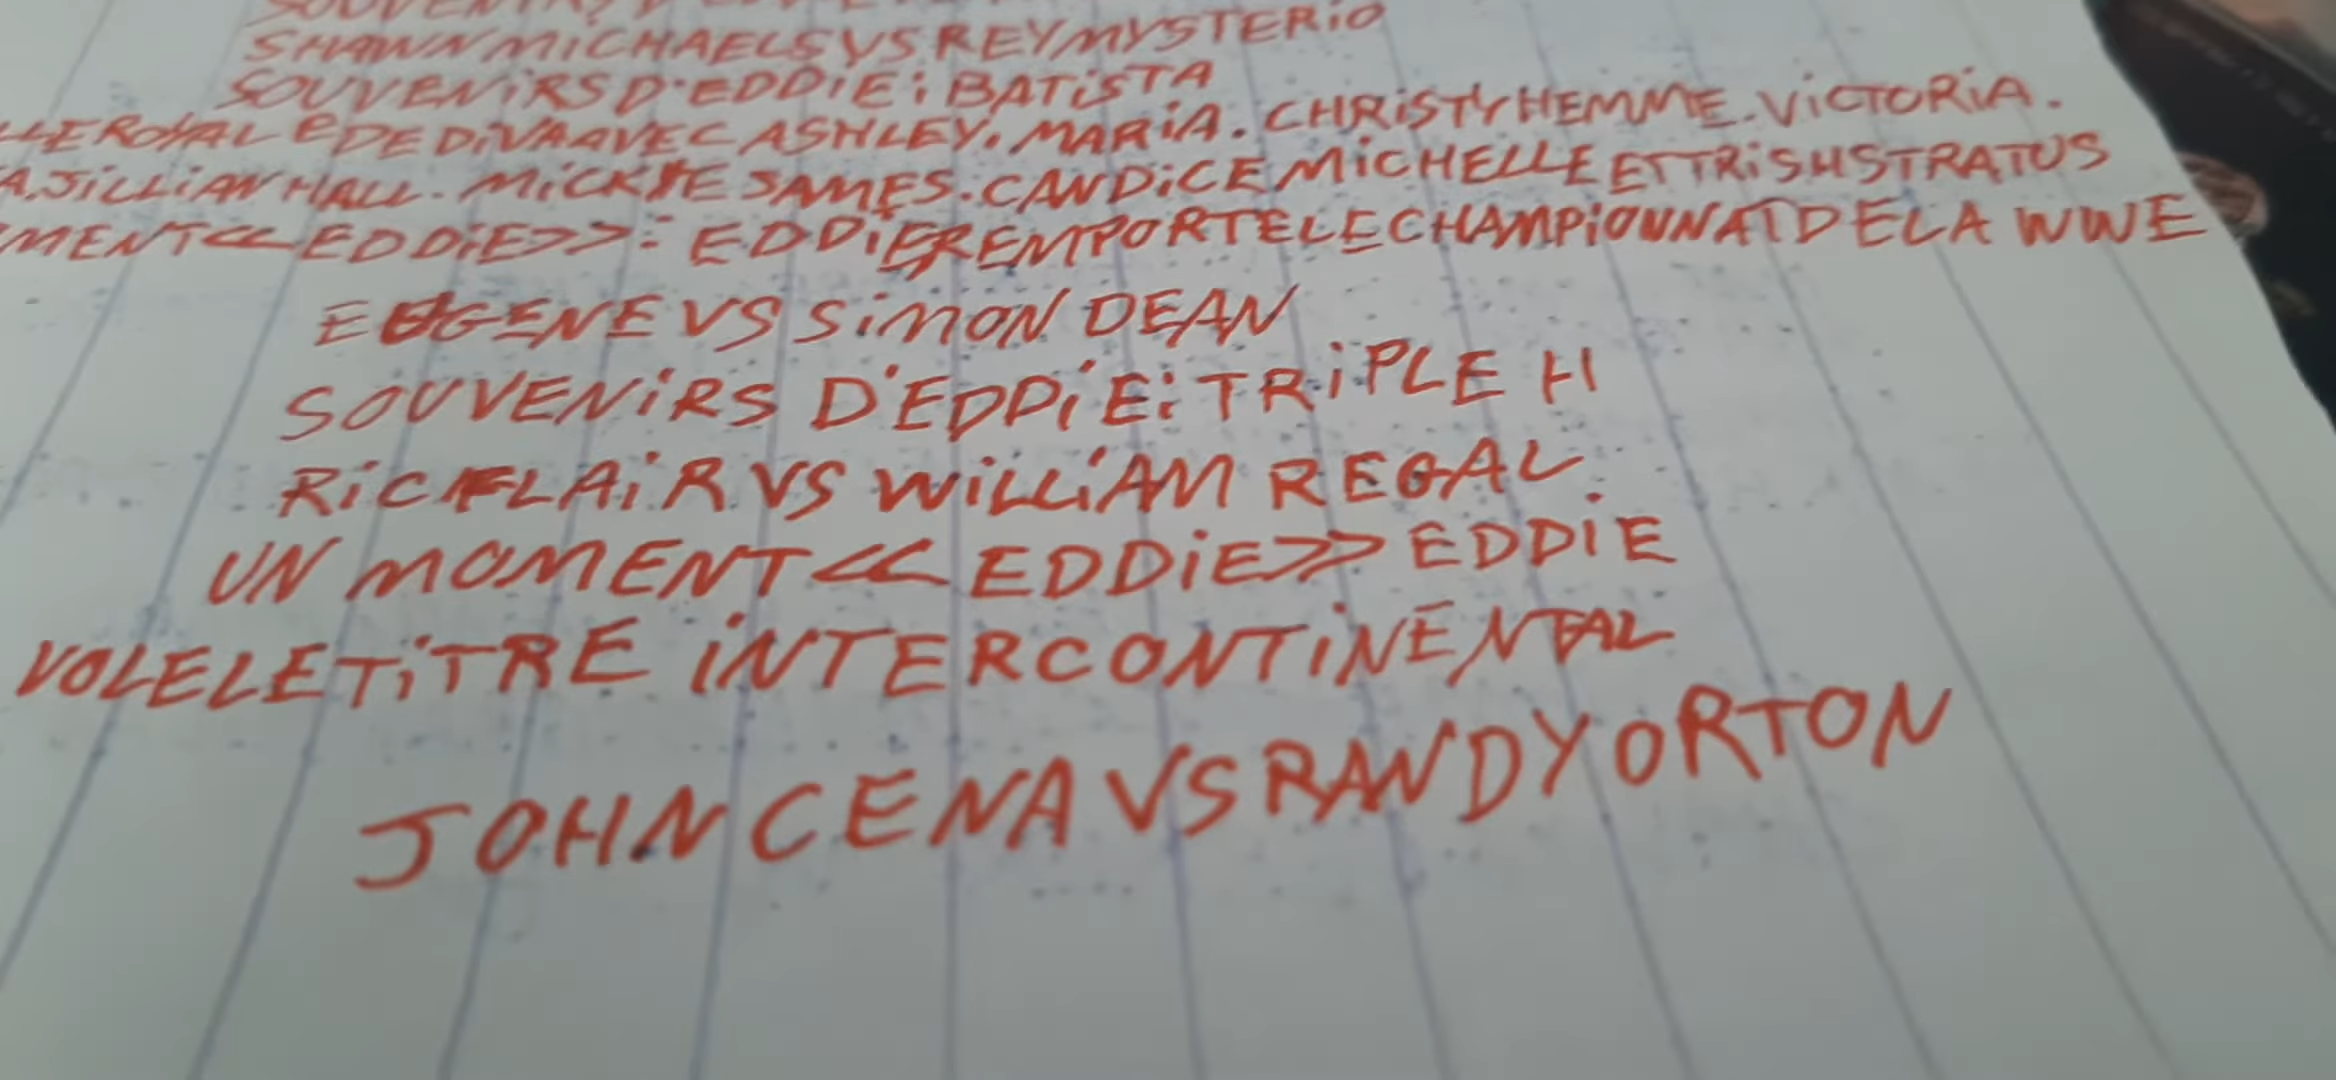 SHAWN MICHAELS VS REY MYSTERIO
SOUVENIRS D'EDDIE: BATISTA
ROYAL DE DIVA AVEC ASHLEY. MARIA. CHRISTY HEMME. VICTORIA.
JILLIAN HALL. MICKIE JAMES. CANDICE MICHELLE ET TRISH STRATUS
MENT << EDDIE >>: EDDIE REMPORTE LE CHAMPIONNAT DE LA WWE
EUGENE VS SIMON DEAN
SOUVENIRS D'EDDIE: TRIPLE H
RIC FLAIR VS WILLIAM REGAL.
UN MOMENT << EDDIE >> EDDIE
VOLE LE TITRE INTERCONTINENTAL
JOHN CENA VS RANDY ORTON